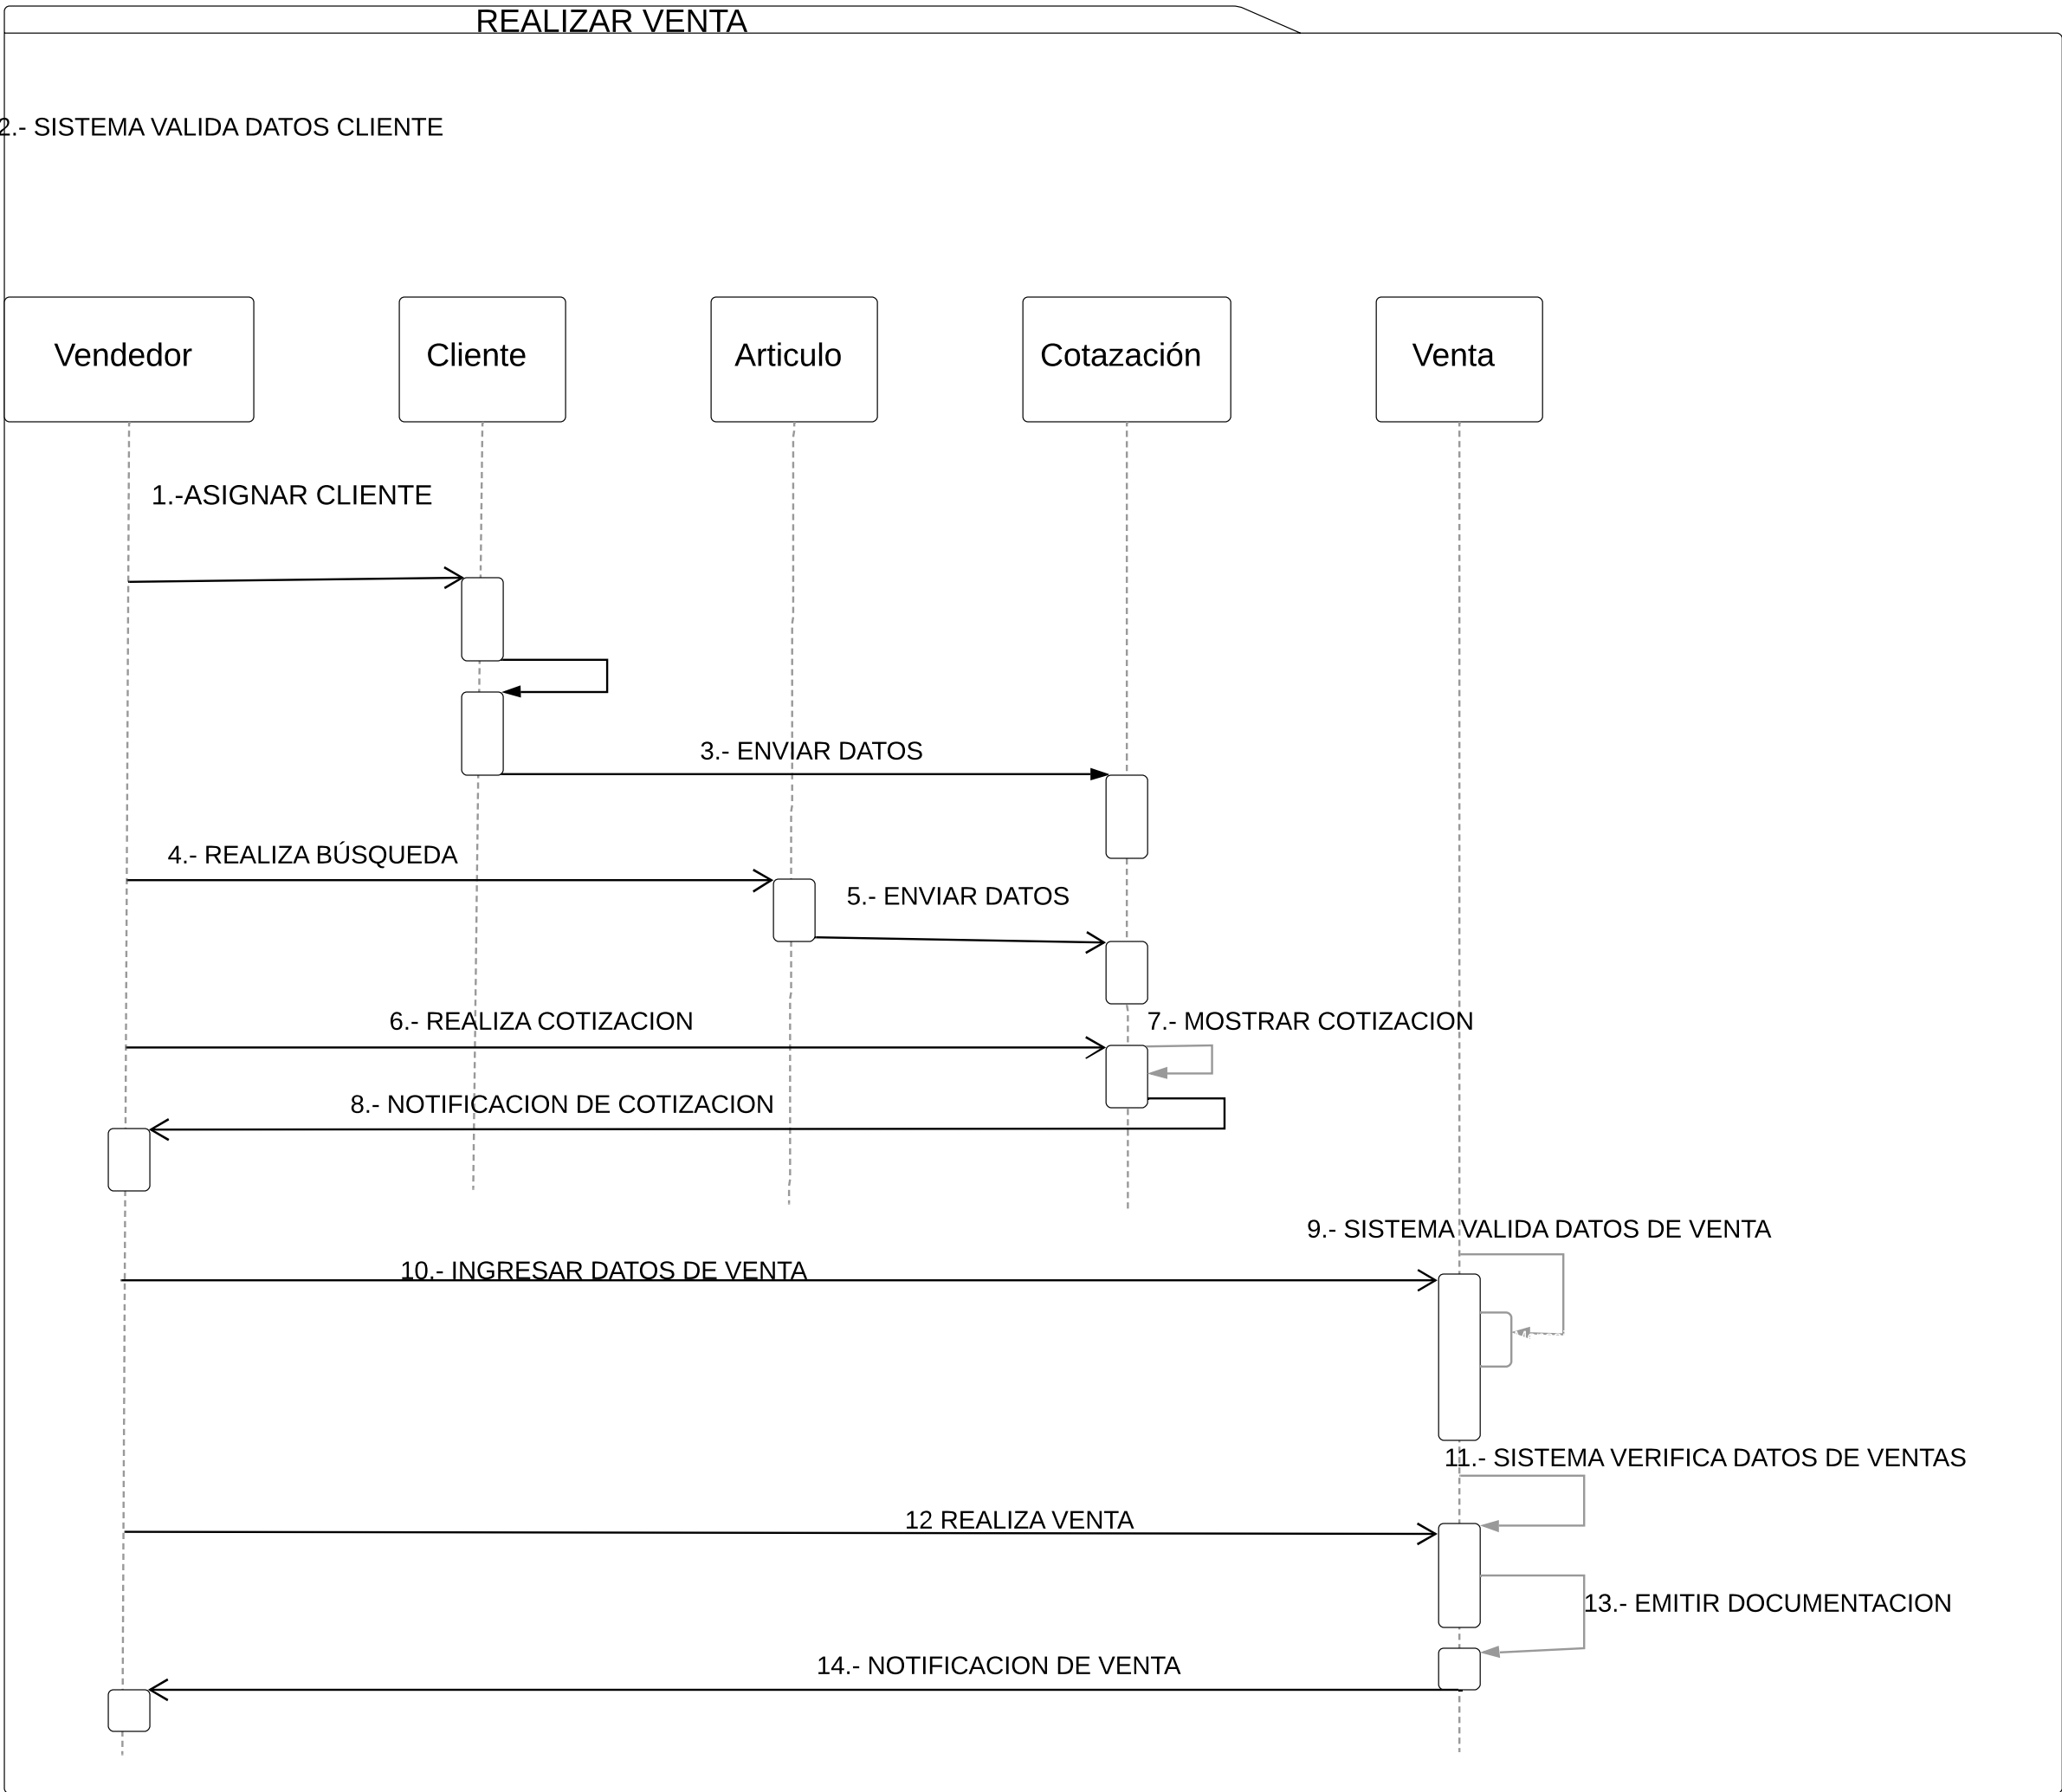 REALIZAR VENTA
2.- SISTEMA VALIDA DATOS CLIENTE
Vendedor
Cliente
Articulo
Cotazación
Venta
1.-ASIGNAR CLIENTE
3.- ENVIAR DATOS
4.- REALIZA BÚSQUEDA
5.- ENVIAR DATOS
6.- REALIZA COTIZACION
7.- MOSTRAR COTIZACION
8.- NOTIFICACION DE COTIZACION
9.- SISTEMA VALIDA DATOS DE VENTA
10.- INGRESAR DATOS DE VENTA
11.- SISTEMA VERIFICA DATOS DE VENTAS
12 REALIZA VENTA
13.- EMITIR DOCUMENTACION
14.- NOTIFICACION DE VENTA